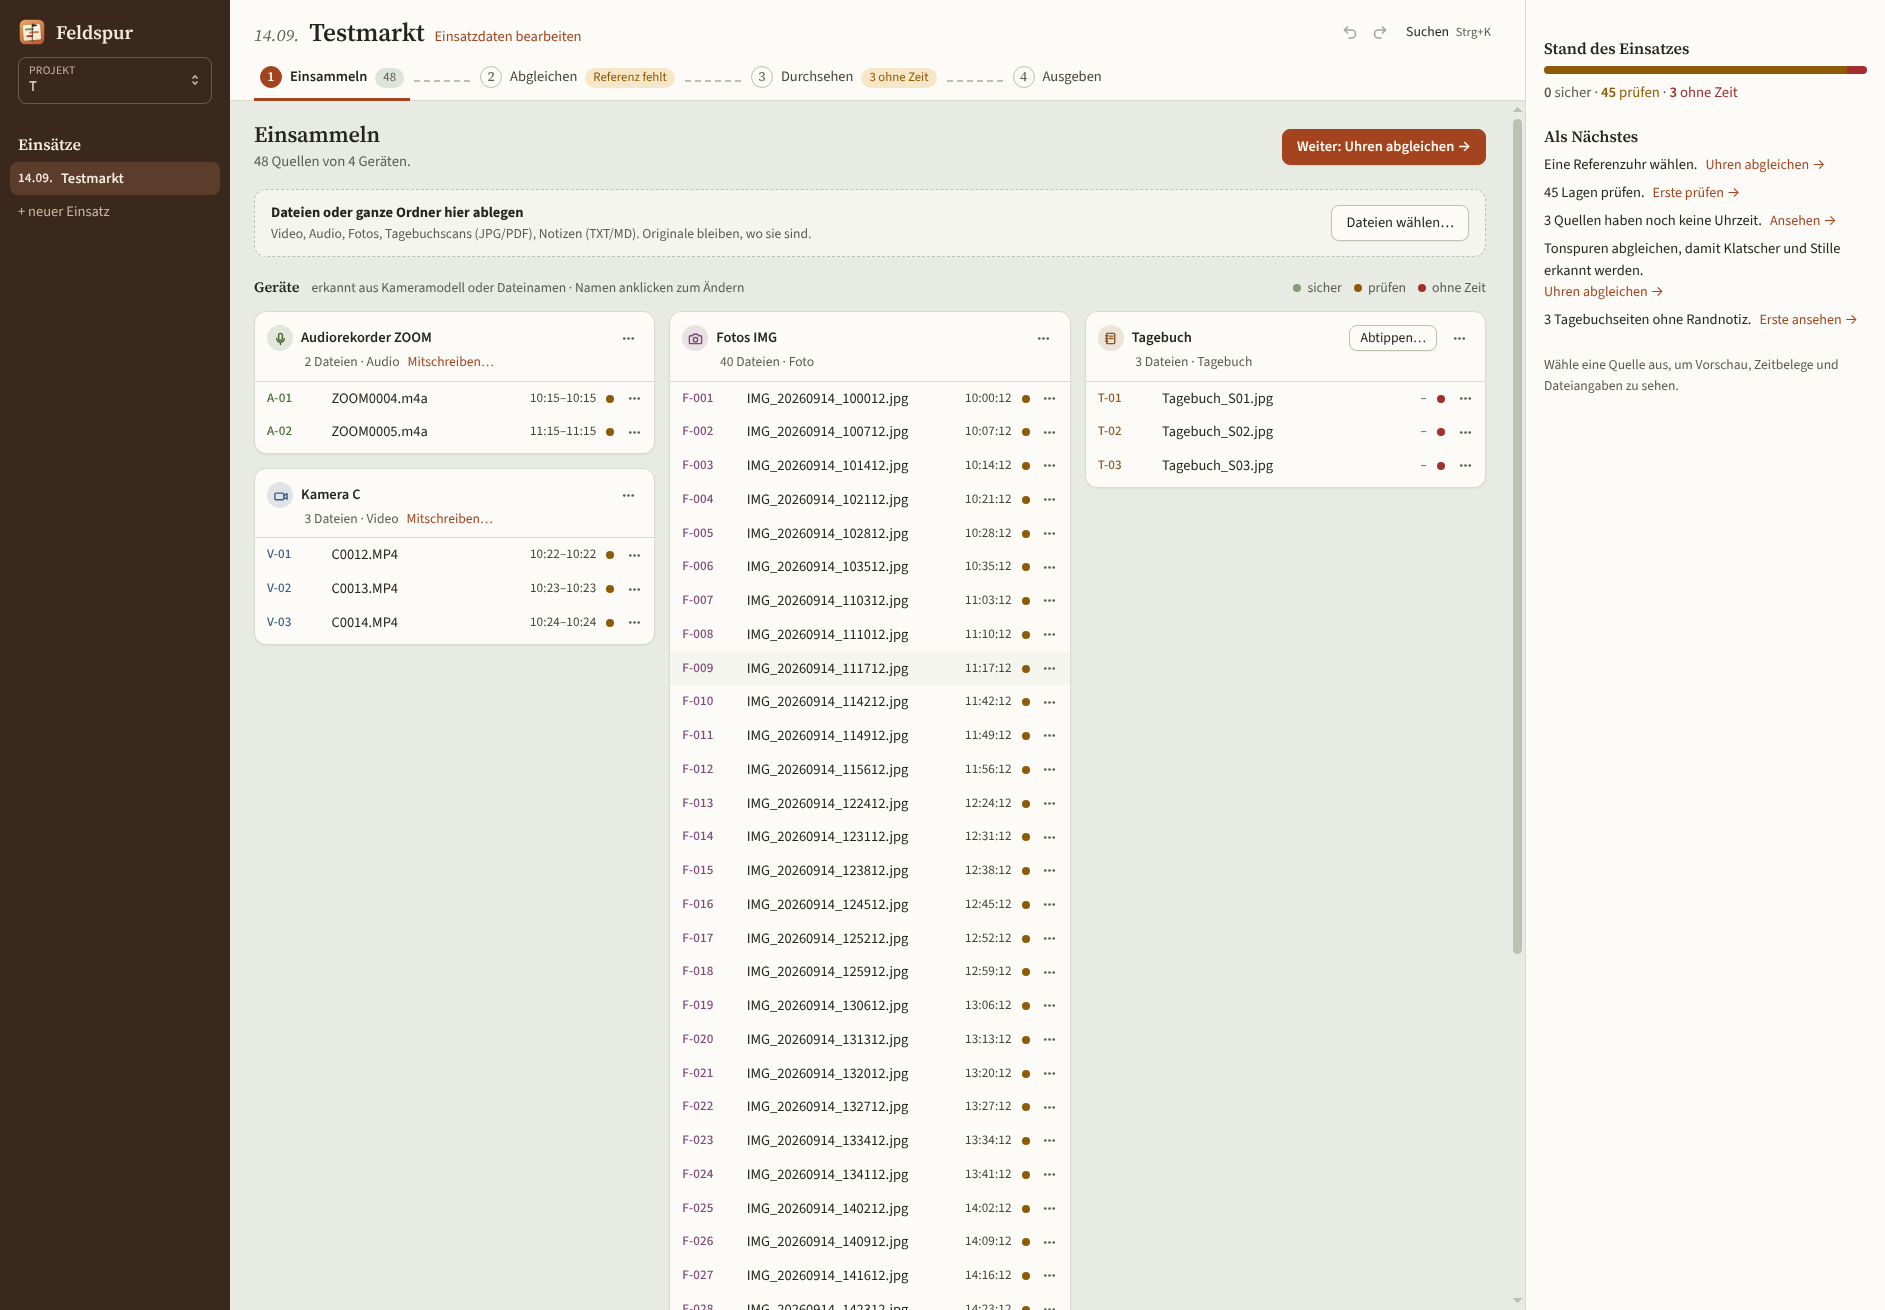 Feldspur
PROJEKT
T
Einsätze
14.09. Testmarkt
+ neuer Einsatz
14.09. Testmarkt Einsatzdaten bearbeiten
Suchen Strg+K
1 Einsammeln 48 2 Abgleichen Referenz fehlt 3 Durchsehen 3 ohne Zeit 4 Ausgeben
Einsammeln
48 Quellen von 4 Geräten.
Weiter: Uhren abgleichen →
Dateien oder ganze Ordner hier ablegen
Video, Audio, Fotos, Tagebuchscans (JPG/PDF), Notizen (TXT/MD). Originale bleiben, wo sie sind.
Dateien wählen…
Geräte erkannt aus Kameramodell oder Dateinamen · Namen anklicken zum Ändern
sicher prüfen ohne Zeit
Audiorekorder ZOOM
2 Dateien · Audio Mitschreiben…
A-01 ZOOM0004.m4a 10:15–10:15
A-02 ZOOM0005.m4a 11:15–11:15
Kamera C
3 Dateien · Video Mitschreiben…
V-01 C0012.MP4 10:22–10:22
V-02 C0013.MP4 10:23–10:23
V-03 C0014.MP4 10:24–10:24
Fotos IMG
40 Dateien · Foto
F-001 IMG_20260914_100012.jpg 10:00:12
F-002 IMG_20260914_100712.jpg 10:07:12
F-003 IMG_20260914_101412.jpg 10:14:12
F-004 IMG_20260914_102112.jpg 10:21:12
F-005 IMG_20260914_102812.jpg 10:28:12
F-006 IMG_20260914_103512.jpg 10:35:12
F-007 IMG_20260914_110312.jpg 11:03:12
F-008 IMG_20260914_111012.jpg 11:10:12
F-009 IMG_20260914_111712.jpg 11:17:12
F-010 IMG_20260914_114212.jpg 11:42:12
F-011 IMG_20260914_114912.jpg 11:49:12
F-012 IMG_20260914_115612.jpg 11:56:12
F-013 IMG_20260914_122412.jpg 12:24:12
F-014 IMG_20260914_123112.jpg 12:31:12
F-015 IMG_20260914_123812.jpg 12:38:12
F-016 IMG_20260914_124512.jpg 12:45:12
F-017 IMG_20260914_125212.jpg 12:52:12
F-018 IMG_20260914_125912.jpg 12:59:12
F-019 IMG_20260914_130612.jpg 13:06:12
F-020 IMG_20260914_131312.jpg 13:13:12
F-021 IMG_20260914_132012.jpg 13:20:12
F-022 IMG_20260914_132712.jpg 13:27:12
F-023 IMG_20260914_133412.jpg 13:34:12
F-024 IMG_20260914_134112.jpg 13:41:12
F-025 IMG_20260914_140212.jpg 14:02:12
F-026 IMG_20260914_140912.jpg 14:09:12
F-027 IMG_20260914_141612.jpg 14:16:12
F-028 IMG_20260914_142312.jpg 14:23:12
Tagebuch
Abtippen…
3 Dateien · Tagebuch
T-01 Tagebuch_S01.jpg –
T-02 Tagebuch_S02.jpg –
T-03 Tagebuch_S03.jpg –
Stand des Einsatzes
0 sicher · 45 prüfen · 3 ohne Zeit
Als Nächstes
Eine Referenzuhr wählen. Uhren abgleichen →
45 Lagen prüfen. Erste prüfen →
3 Quellen haben noch keine Uhrzeit. Ansehen →
Tonspuren abgleichen, damit Klatscher und Stille
erkannt werden.
Uhren abgleichen →
3 Tagebuchseiten ohne Randnotiz. Erste ansehen →
Wähle eine Quelle aus, um Vorschau, Zeitbelege und
Dateiangaben zu sehen.